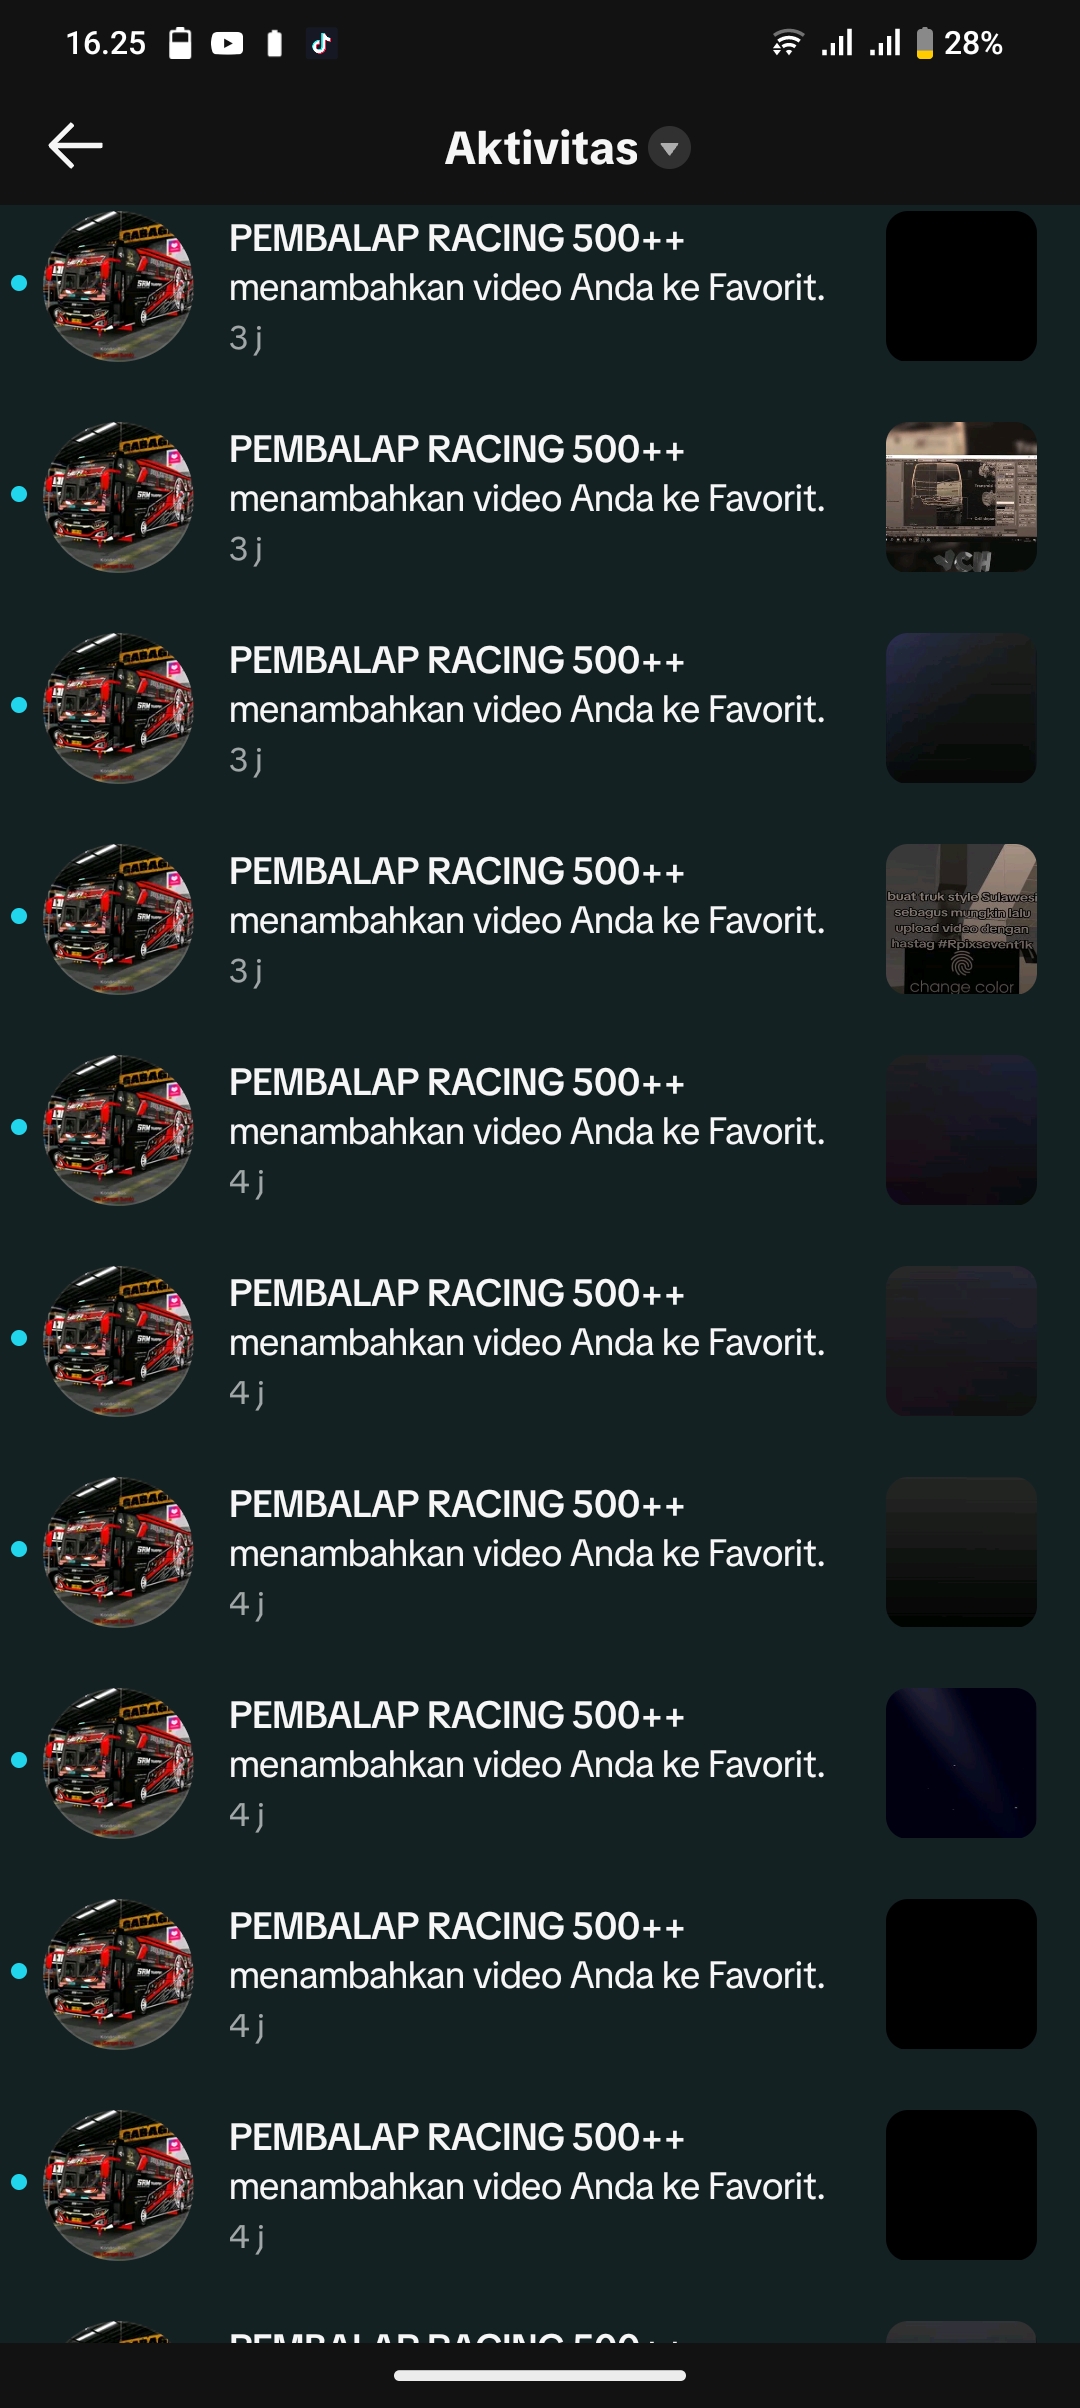 16.25
28%
Aktivitas
PEMBALAP RACING 500++
menambahkan video Anda ke Favorit.
3 j
PEMBALAP RACING 500++
menambahkan video Anda ke Favorit.
3 j
YCH
PEMBALAP RACING 500++
menambahkan video Anda ke Favorit.
3 j
PEMBALAP RACING 500++
menambahkan video Anda ke Favorit.
3 j
buat truk style Sulawesi
sebagus mungkin lalu
upload video dengan
hastag #Rpixsevent1k
change color
PEMBALAP RACING 500++
menambahkan video Anda ke Favorit.
4 j
PEMBALAP RACING 500++
menambahkan video Anda ke Favorit.
4 j
PEMBALAP RACING 500++
menambahkan video Anda ke Favorit.
4 j
PEMBALAP RACING 500++
menambahkan video Anda ke Favorit.
4 j
PEMBALAP RACING 500++
menambahkan video Anda ke Favorit.
4 j
PEMBALAP RACING 500++
menambahkan video Anda ke Favorit.
4 j
PEMBALAP RACING 500++